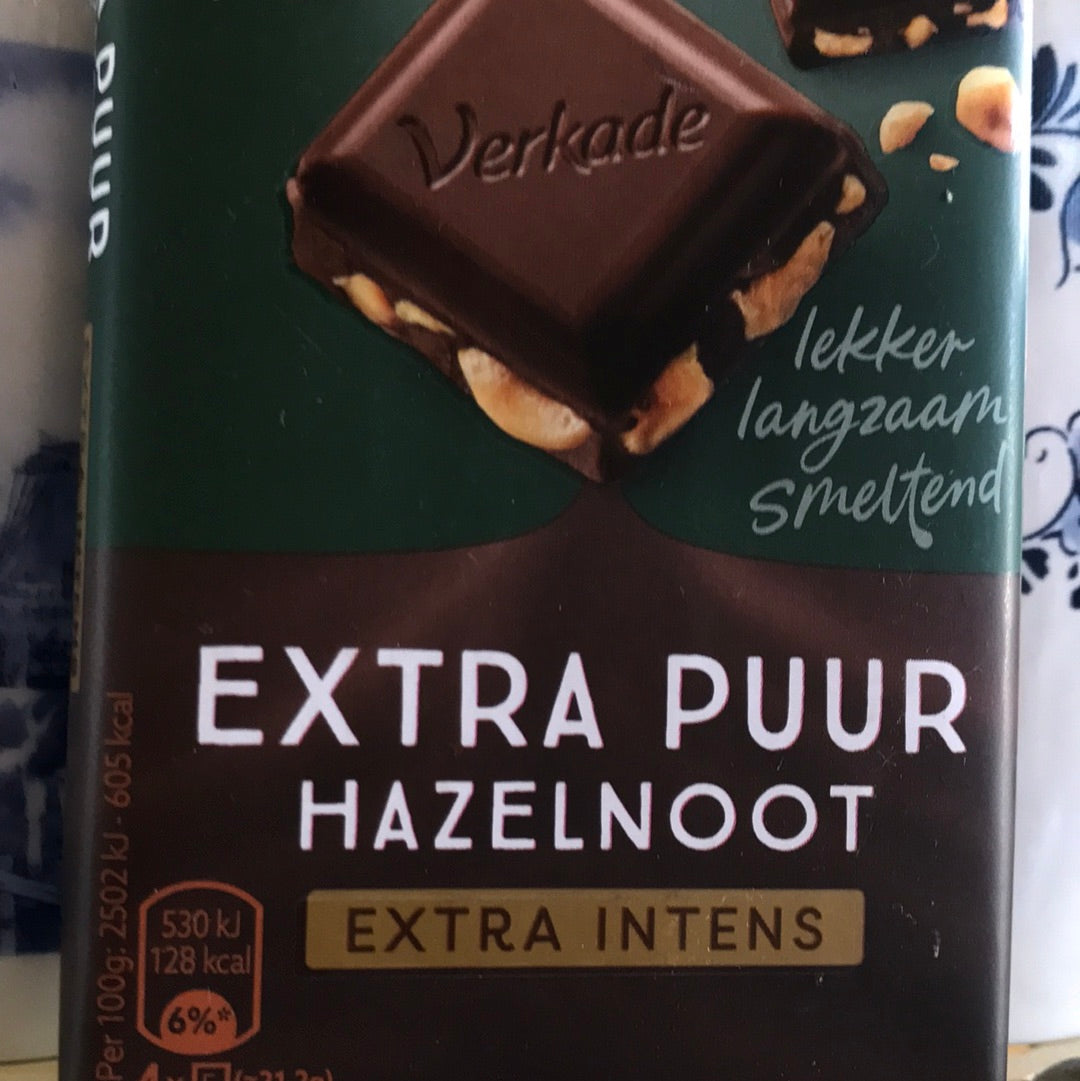 PUUR
Verkade
lekker
langzaam
smeltend
EXTRA PUUR
HAZELNOOT
EXTRA INTENS
Per 100g: 2502 kJ - 605 kcal
530 kJ
128 kcal
6%*